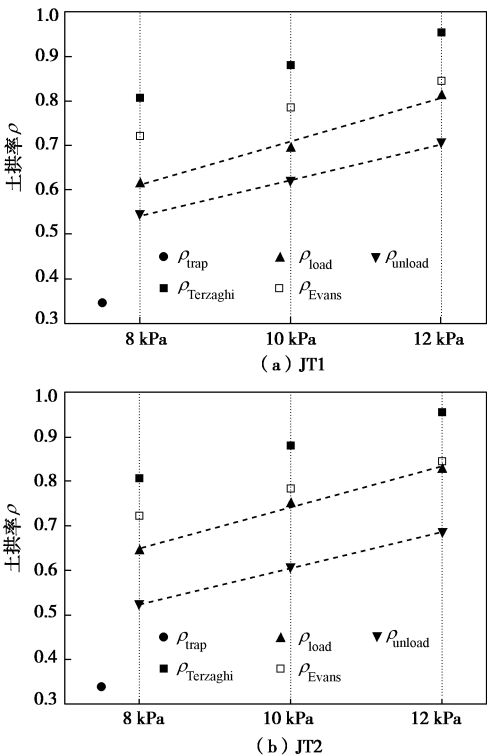 1.0
0.9
0.8
0.7
0.6
0.5
0.4
0.3
土拱率ρ
ρtrap ρload ρunload
ρTerzaghi ρEvans
8 kPa 10 kPa 12 kPa
(a) JT1
1.0
0.9
0.8
0.7
0.6
0.5
0.4
0.3
土拱率ρ
ρtrap ρload ρunload
ρTerzaghi ρEvans
8 kPa 10 kPa 12 kPa
(b) JT2